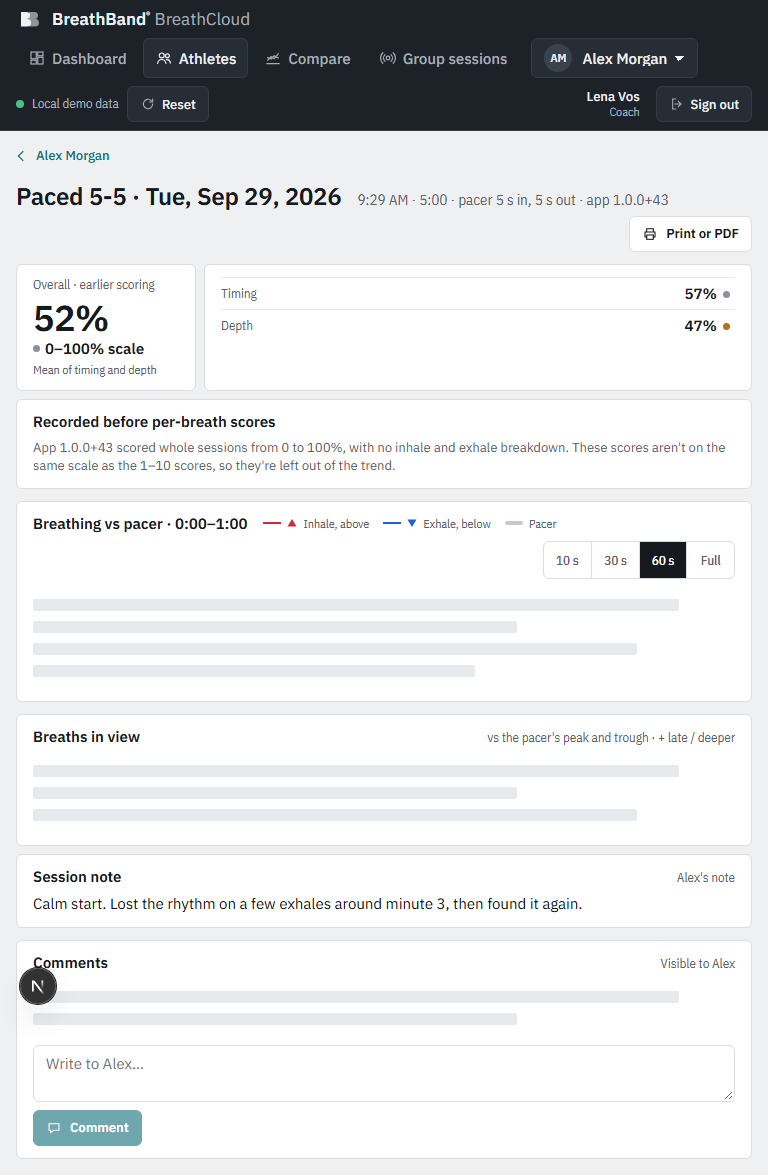 BreathBand® BreathCloud
Dashboard
Athletes
Compare
Group sessions
AM
Alex Morgan
Local demo data
Reset
Lena Vos
Coach
Sign out
Alex Morgan
Paced 5-5 · Tue, Sep 29, 2026
9:29 AM · 5:00 · pacer 5 s in, 5 s out · app 1.0.0+43
Print or PDF
Overall · earlier scoring
52%
0–100% scale
Mean of timing and depth
Timing
57%
Depth
47%
Recorded before per-breath scores
App 1.0.0+43 scored whole sessions from 0 to 100%, with no inhale and exhale breakdown. These scores aren't on the
same scale as the 1–10 scores, so they're left out of the trend.
Breathing vs pacer · 0:00–1:00
Inhale, above
Exhale, below
Pacer
10 s
30 s
60 s
Full
Breaths in view
vs the pacer's peak and trough · + late / deeper
Session note
Alex's note
Calm start. Lost the rhythm on a few exhales around minute 3, then found it again.
Comments
Visible to Alex
N
Write to Alex...
Comment